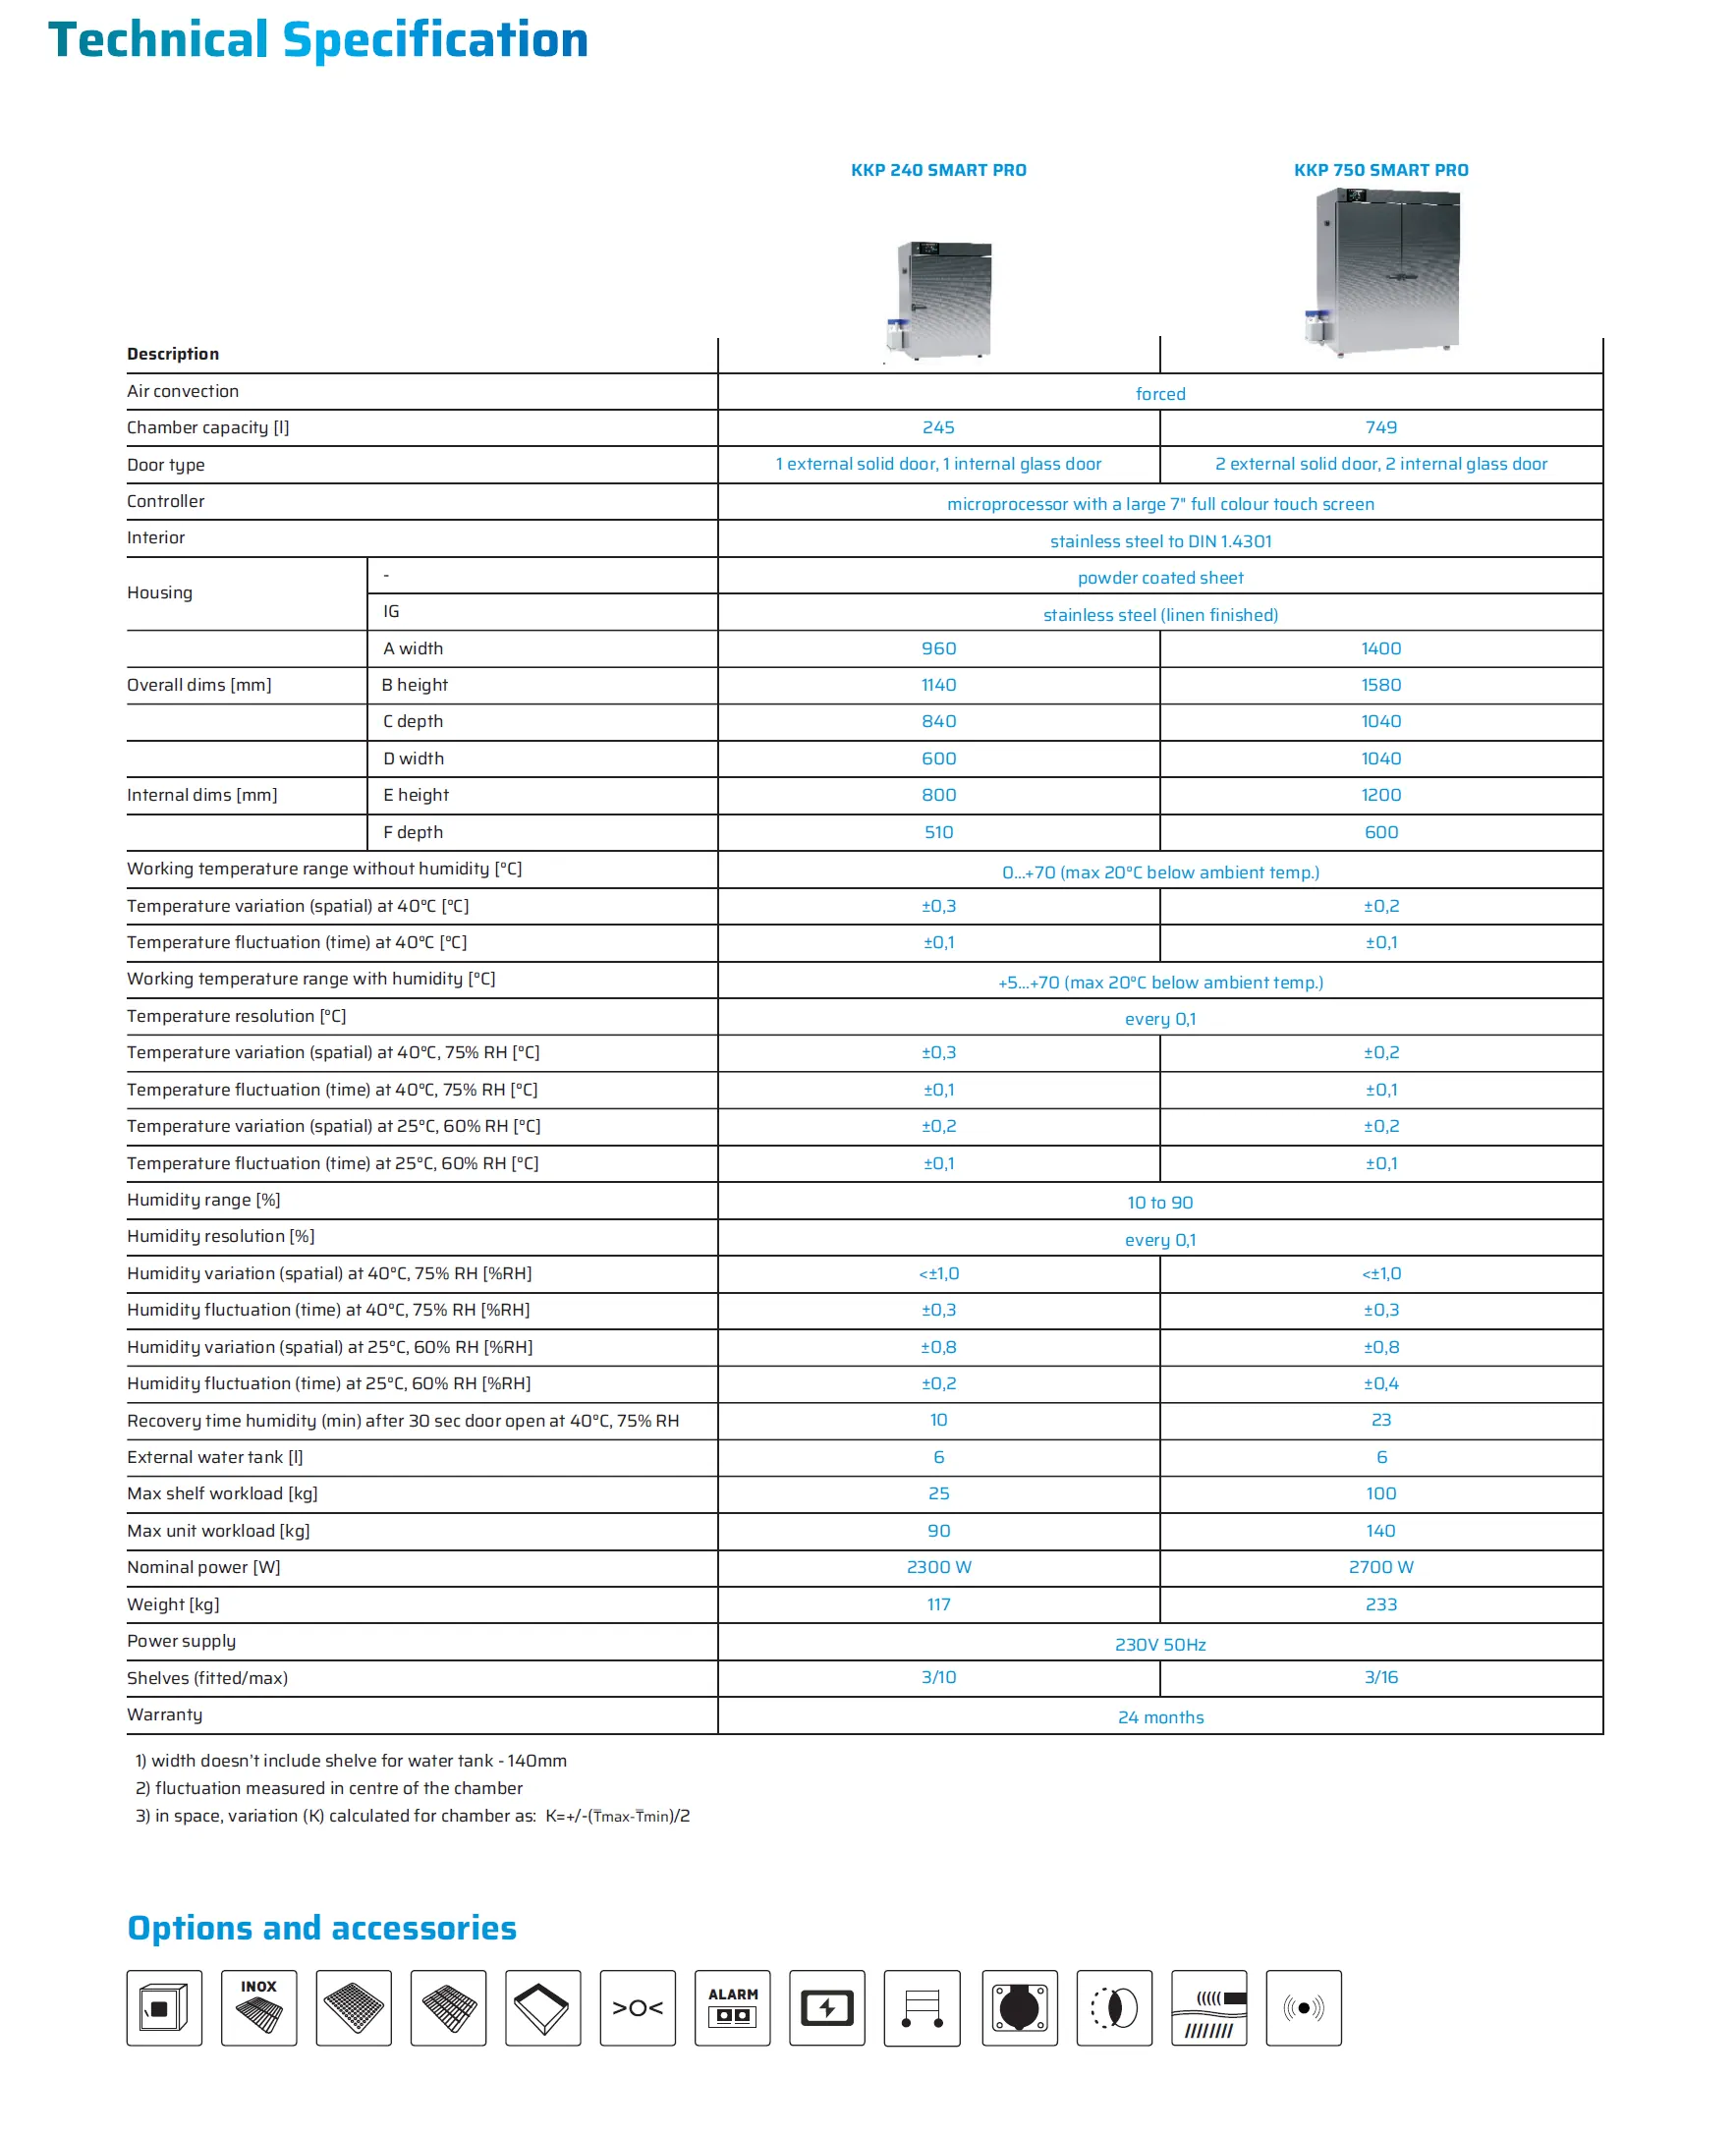 Technical Specification
KKP 240 SMART PRO KKP 750 SMART PRO
Description
Air convection forced
Chamber capacity [l] 245 749
Door type 1 external solid door, 1 internal glass door 2 external solid door, 2 internal glass door
Controller microprocessor with a large 7" full colour touch screen
Interior stainless steel to DIN 1.4301
Housing - powder coated sheet
IG stainless steel (linen finished)
A width 960 1400
Overall dims [mm] B height 1140 1580
C depth 840 1040
D width 600 1040
Internal dims [mm] E height 800 1200
F depth 510 600
Working temperature range without humidity [°C] 0...+70 (max 20°C below ambient temp.)
Temperature variation (spatial) at 40°C [°C] ±0,3 ±0,2
Temperature fluctuation (time) at 40°C [°C] ±0,1 ±0,1
Working temperature range with humidity [°C] +5...+70 (max 20°C below ambient temp.)
Temperature resolution [°C] every 0,1
Temperature variation (spatial) at 40°C, 75% RH [°C] ±0,3 ±0,2
Temperature fluctuation (time) at 40°C, 75% RH [°C] ±0,1 ±0,1
Temperature variation (spatial) at 25°C, 60% RH [°C] ±0,2 ±0,2
Temperature fluctuation (time) at 25°C, 60% RH [°C] ±0,1 ±0,1
Humidity range [%] 10 to 90
Humidity resolution [%] every 0,1
Humidity variation (spatial) at 40°C, 75% RH [%RH] <±1,0 <±1,0
Humidity fluctuation (time) at 40°C, 75% RH [%RH] ±0,3 ±0,3
Humidity variation (spatial) at 25°C, 60% RH [%RH] ±0,8 ±0,8
Humidity fluctuation (time) at 25°C, 60% RH [%RH] ±0,2 ±0,4
Recovery time humidity (min) after 30 sec door open at 40°C, 75% RH 10 23
External water tank [l] 6 6
Max shelf workload [kg] 25 100
Max unit workload [kg] 90 140
Nominal power [W] 2300 W 2700 W
Weight [kg] 117 233
Power supply 230V 50Hz
Shelves (fitted/max) 3/10 3/16
Warranty 24 months
1) width doesn't include shelve for water tank - 140mm
2) fluctuation measured in centre of the chamber
3) in space, variation (K) calculated for chamber as: K=+/-(T̅max-T̅min)/2
Options and accessories
INOX
>O<
ALARM